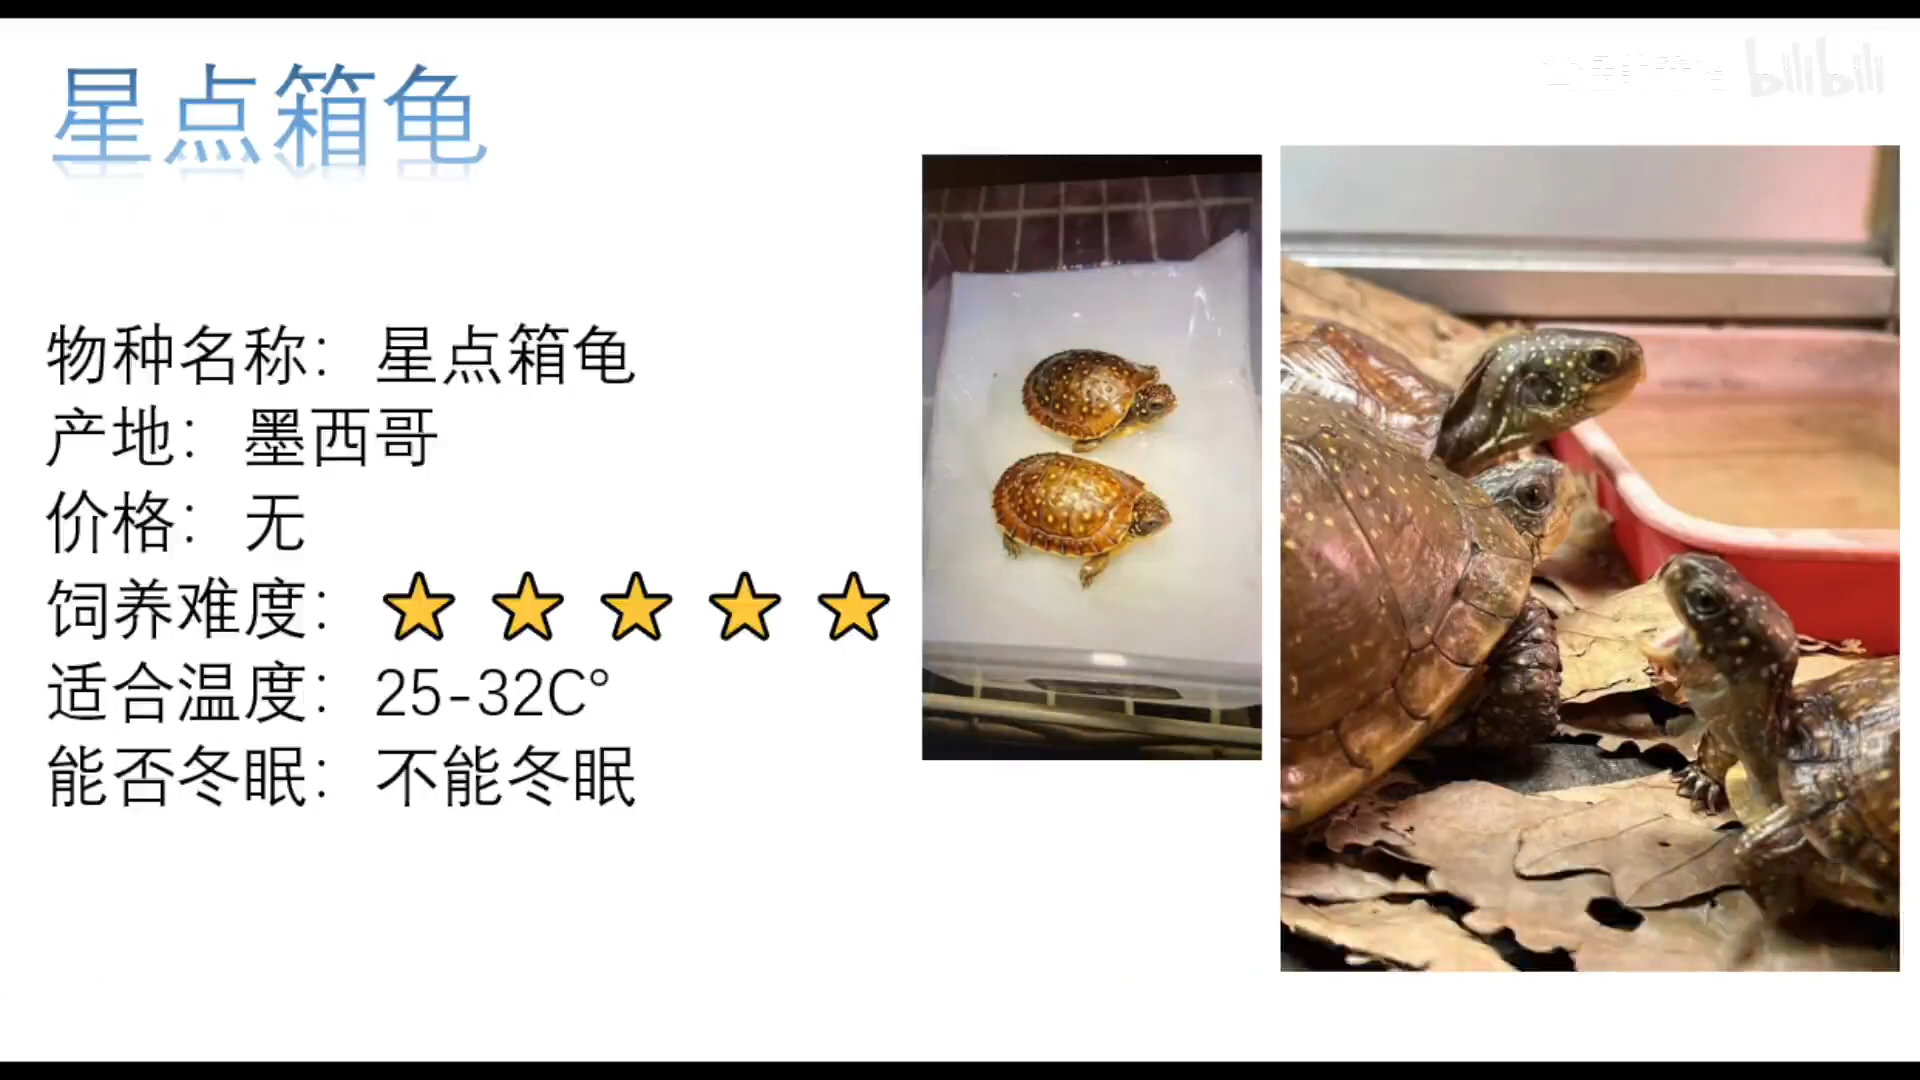 星点箱龟
物种名称：星点箱龟
产地：墨西哥
价格：无
饲养难度：
适合温度：25-32C°
能否冬眠：不能冬眠
bilibili